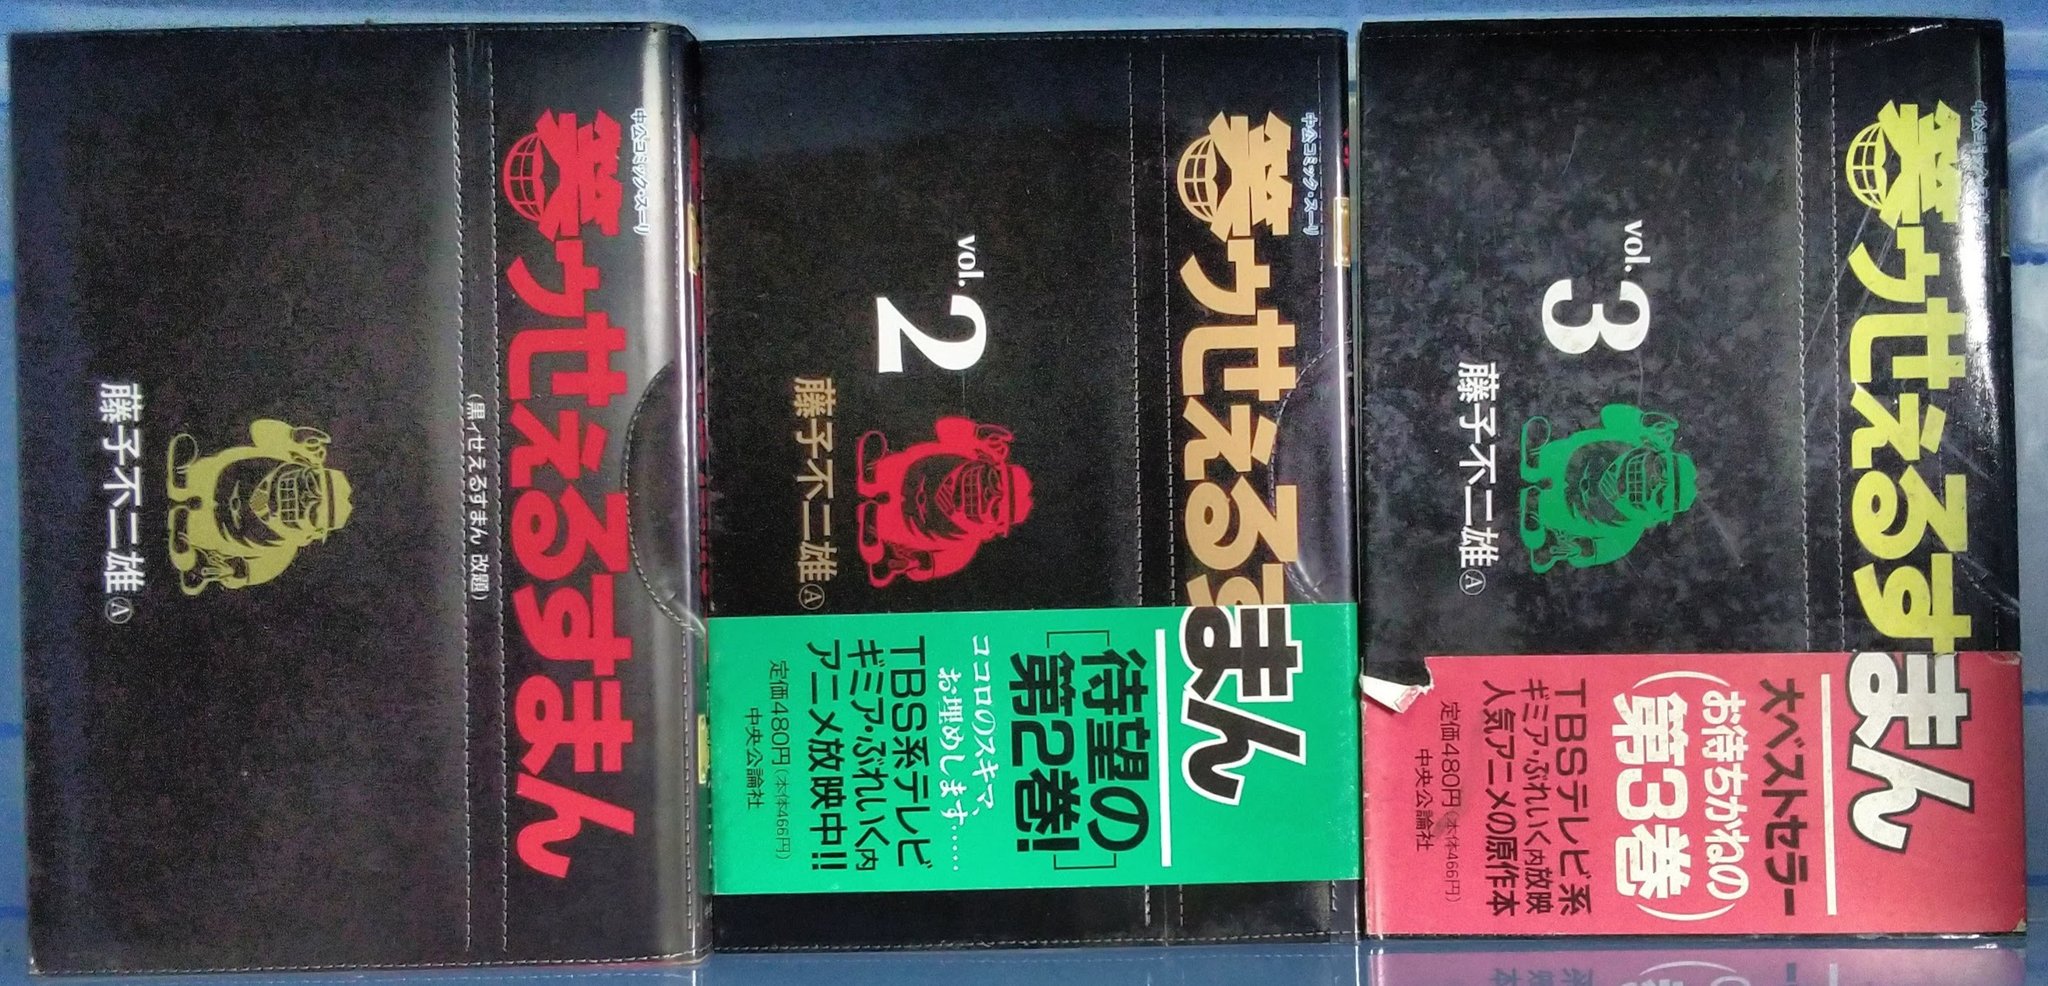 中公コミック・スーリ
笑ゥせぇるすまん
(黒ィせぇるすまん 改題)
藤子不二雄Ⓐ
中公コミック・スーリ
笑ゥせぇるすまん
vol.2
藤子不二雄Ⓐ
[待望の
第2巻!]
ココロのスキマ、
お埋めします……
TBS系テレビ
ギミア・ぶれいく内
アニメ放映中!!
定価480円(本体466円)
中央公論社
笑ゥせぇるすまん
vol.3
藤子不二雄Ⓐ
大ベストセラー
(お待ちかねの
第3巻)
TBSテレビ系
ギミア・ぶれいく内放映
人気アニメの原作本
定価480円(本体466円)
中央公論社